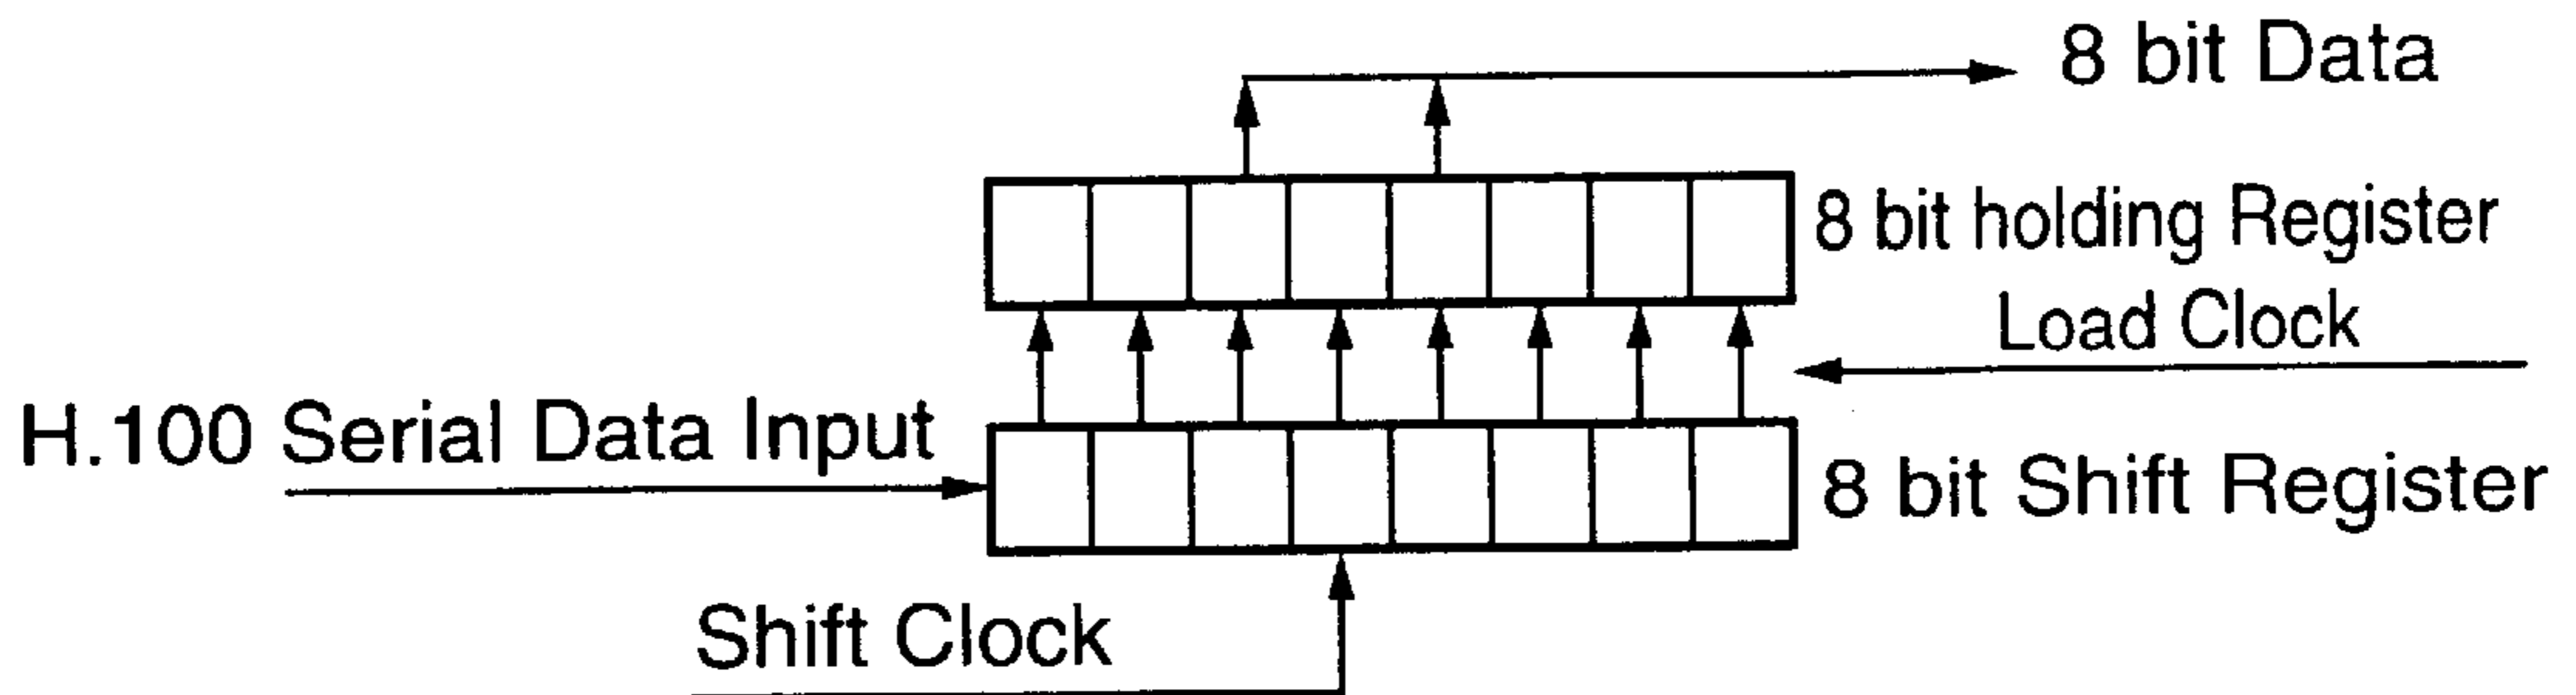 8 bit Data
8 bit holding Register
Load Clock
H.100 Serial Data Input
8 bit Shift Register
Shift Clock